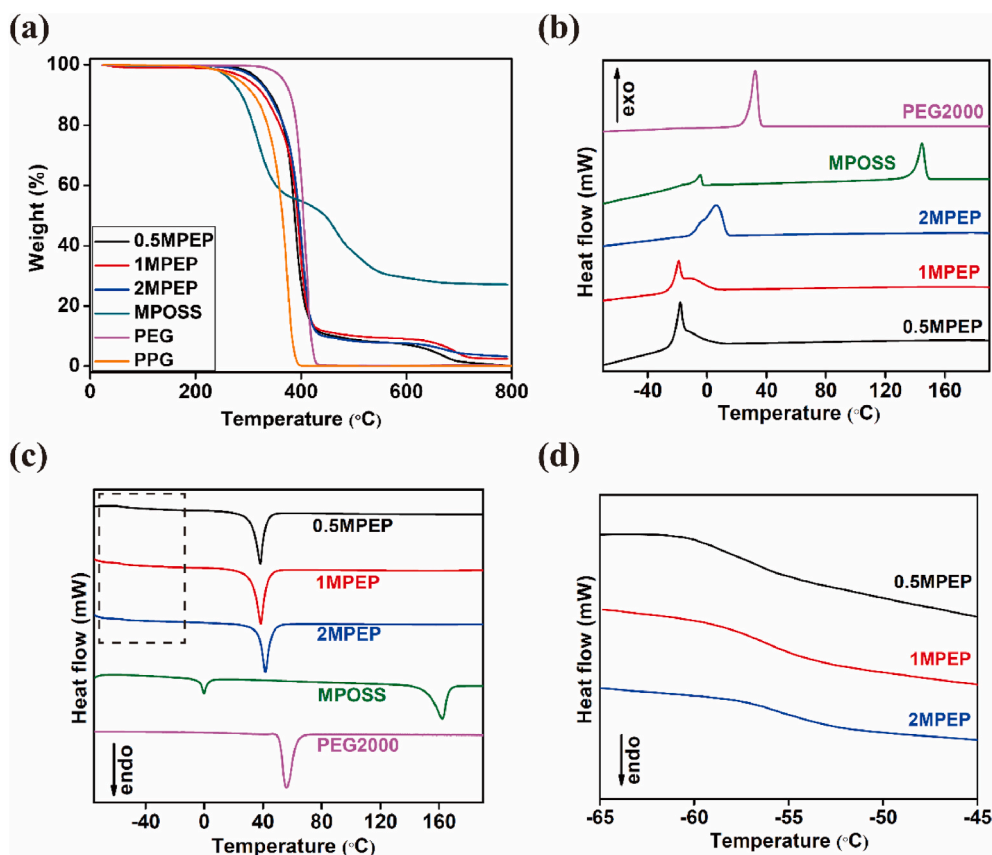 (a)
100
80
60
40
20
0
Weight (%)
0.5MPEP
1MPEP
2MPEP
MPOSS
PEG
PPG
0 200 400 600 800
Temperature (°C)
(b)
exo
Heat flow (mW)
PEG2000
MPOSS
2MPEP
1MPEP
0.5MPEP
-40 0 40 80 120 160
Temperature (°C)
(c)
Heat flow (mW)
0.5MPEP
1MPEP
2MPEP
MPOSS
PEG2000
endo
-40 0 40 80 120 160
Temperature (°C)
(d)
Heat flow (mW)
0.5MPEP
1MPEP
2MPEP
endo
-65 -60 -55 -50 -45
Temperature (°C)